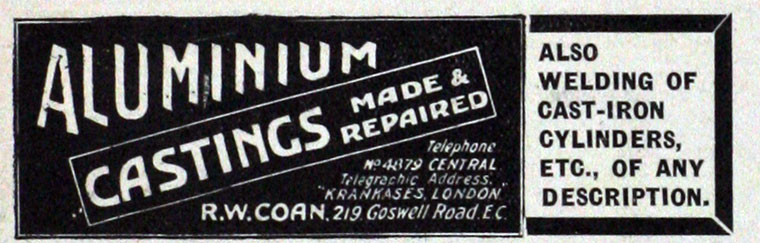 ALUMINIUM
CASTINGS MADE & REPAIRED
Telephone
Nº 4879 CENTRAL
Telegraphic Address.
"KRANKASES, LONDON."
R.W. COAN, 219, Goswell Road, E.C.
ALSO
WELDING OF
CAST-IRON
CYLINDERS,
ETC., OF ANY
DESCRIPTION.